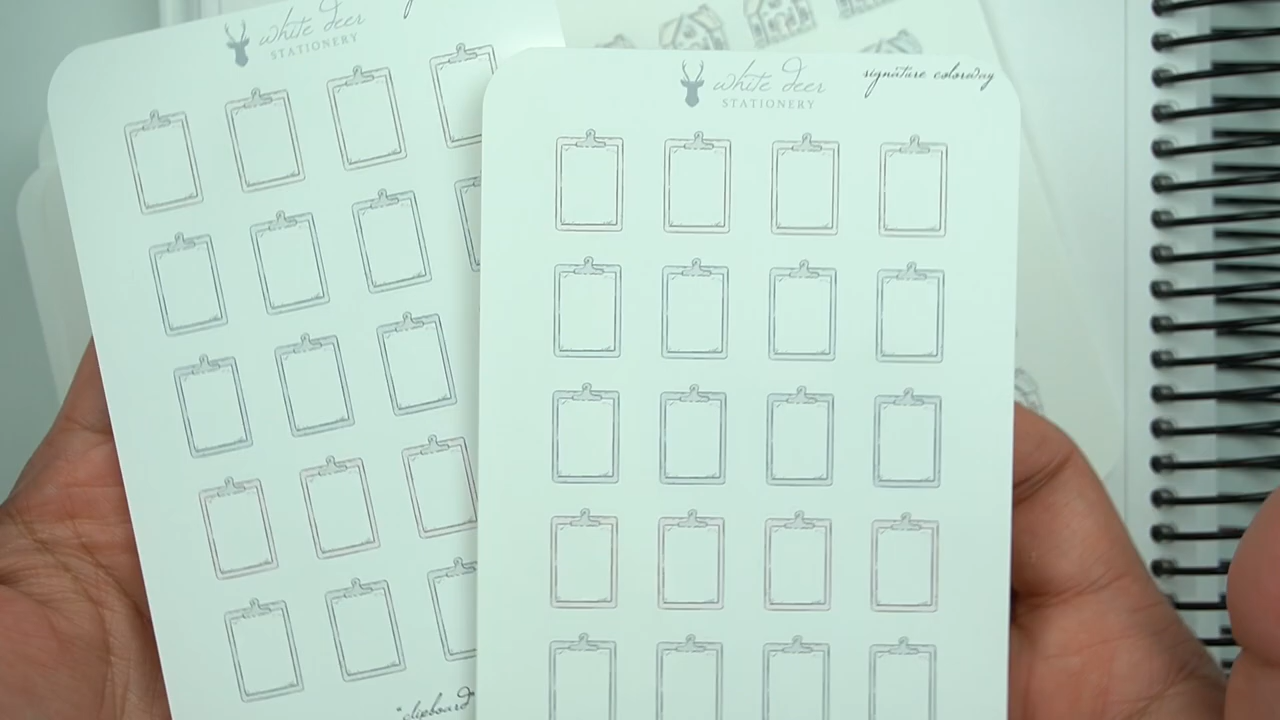 white deer
STATIONERY
white deer
STATIONERY
signature colorway
"clipboard"